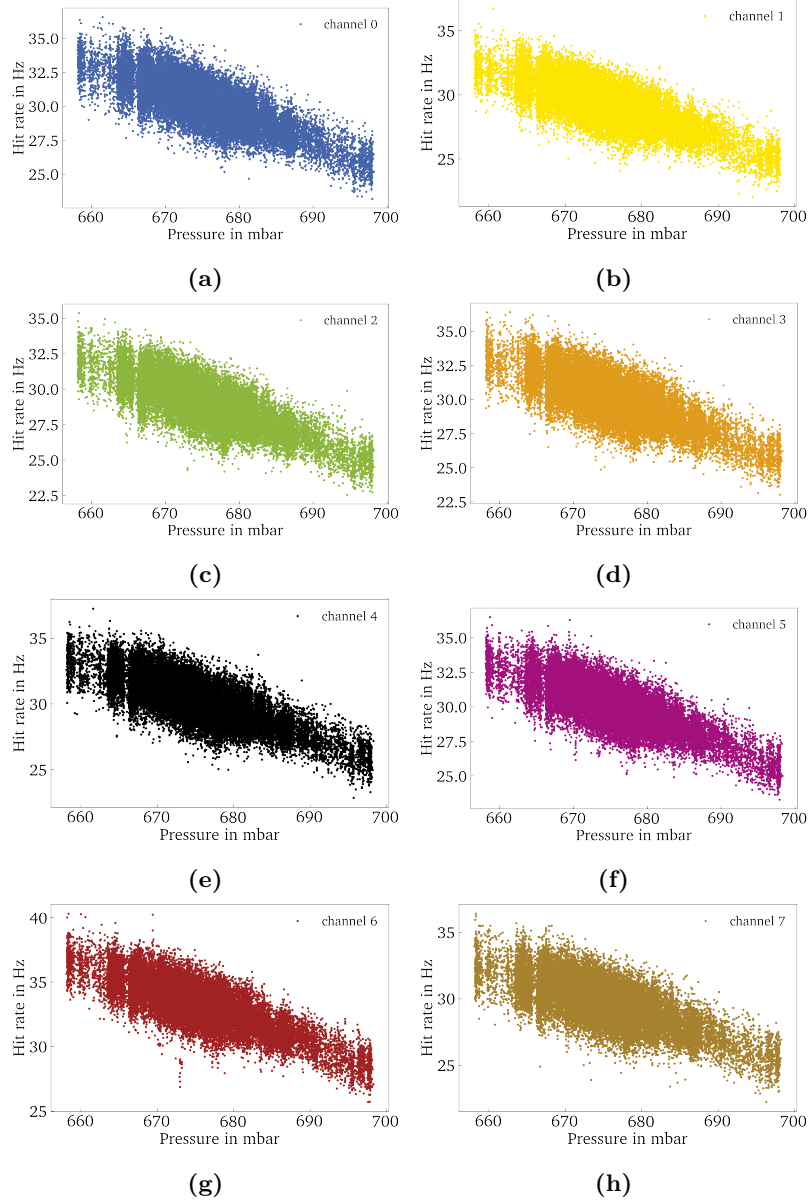 channel 0
35.0
32.5
30.0
27.5
25.0
Hit rate in Hz
660 670 680 690 700
Pressure in mbar
(a)
channel 1
35
30
25
Hit rate in Hz
660 670 680 690 700
Pressure in mbar
(b)
channel 2
35.0
32.5
30.0
27.5
25.0
22.5
Hit rate in Hz
660 670 680 690 700
Pressure in mbar
(c)
channel 3
35.0
32.5
30.0
27.5
25.0
22.5
Hit rate in Hz
660 670 680 690 700
Pressure in mbar
(d)
channel 4
35
30
25
Hit rate in Hz
660 670 680 690 700
Pressure in mbar
(e)
channel 5
35.0
32.5
30.0
27.5
25.0
Hit rate in Hz
660 670 680 690 700
Pressure in mbar
(f)
channel 6
40
35
30
25
Hit rate in Hz
660 670 680 690 700
Pressure in mbar
(g)
channel 7
35
30
25
Hit rate in Hz
660 670 680 690 700
Pressure in mbar
(h)